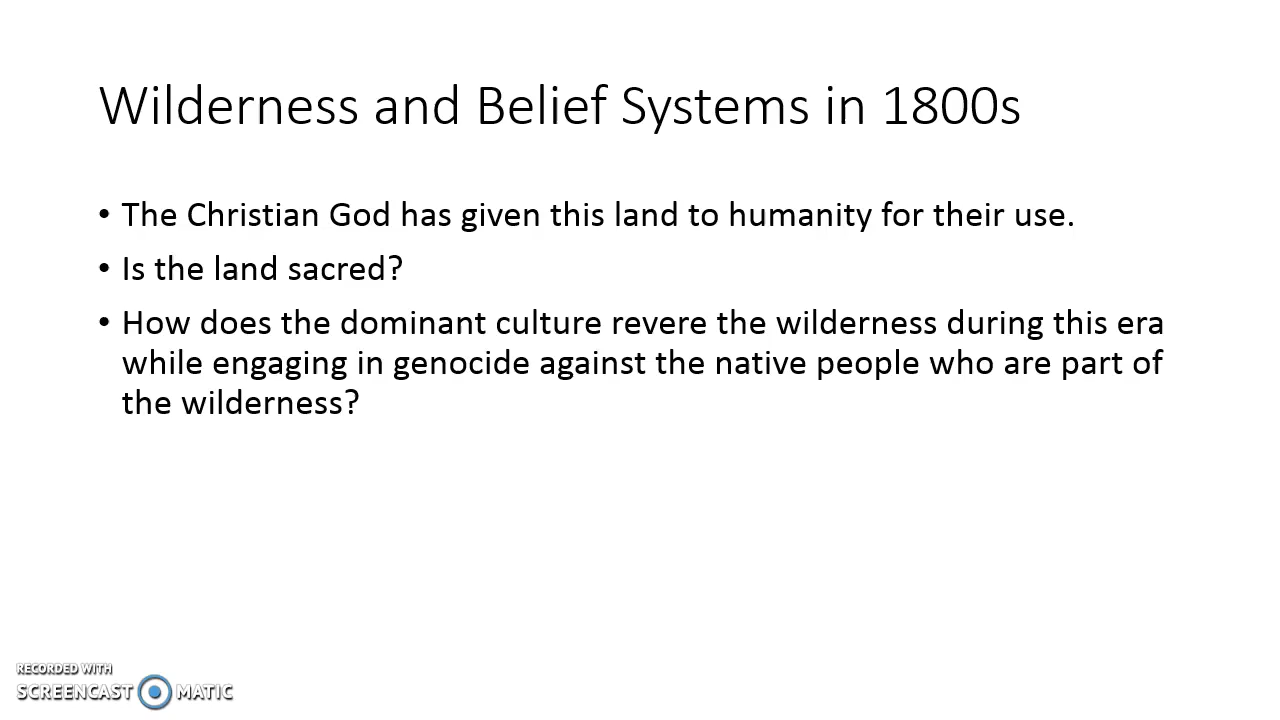 Wilderness and Belief Systems in 1800s
• The Christian God has given this land to humanity for their use.
• Is the land sacred?
• How does the dominant culture revere the wilderness during this era
while engaging in genocide against the native people who are part of
the wilderness?
RECORDED WITH
SCREENCAST MATIC